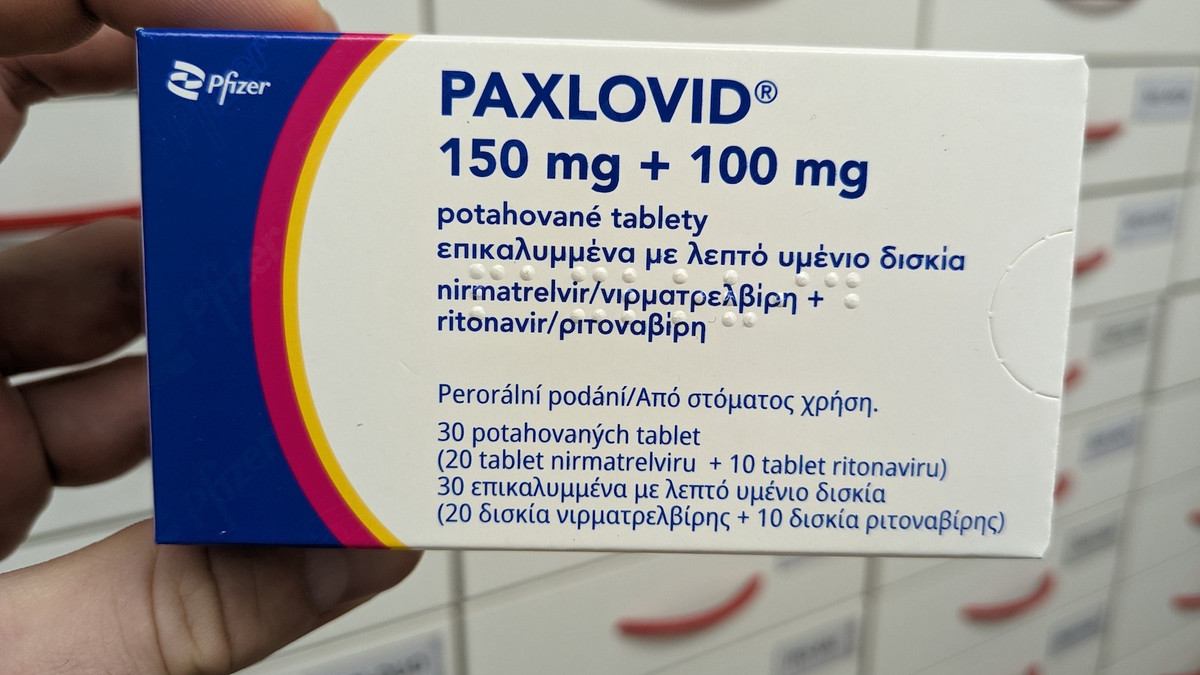 Pfizer
PAXLOVID®
150 mg + 100 mg
potahované tablety
επικαλυμμένα με λεπτό υμένιο δισκία
nirmatrelvir/νιρματρελβίρη +
ritonavir/ριτοναβίρη
Perorální podání/Από στόματος χρήση.
30 potahovaných tablet
(20 tablet nirmatrelviru + 10 tablet ritonaviru)
30 επικαλυμμένα με λεπτό υμένιο δισκία
(20 δισκία νιρματρελβίρης + 10 δισκία ριτοναβίρης)